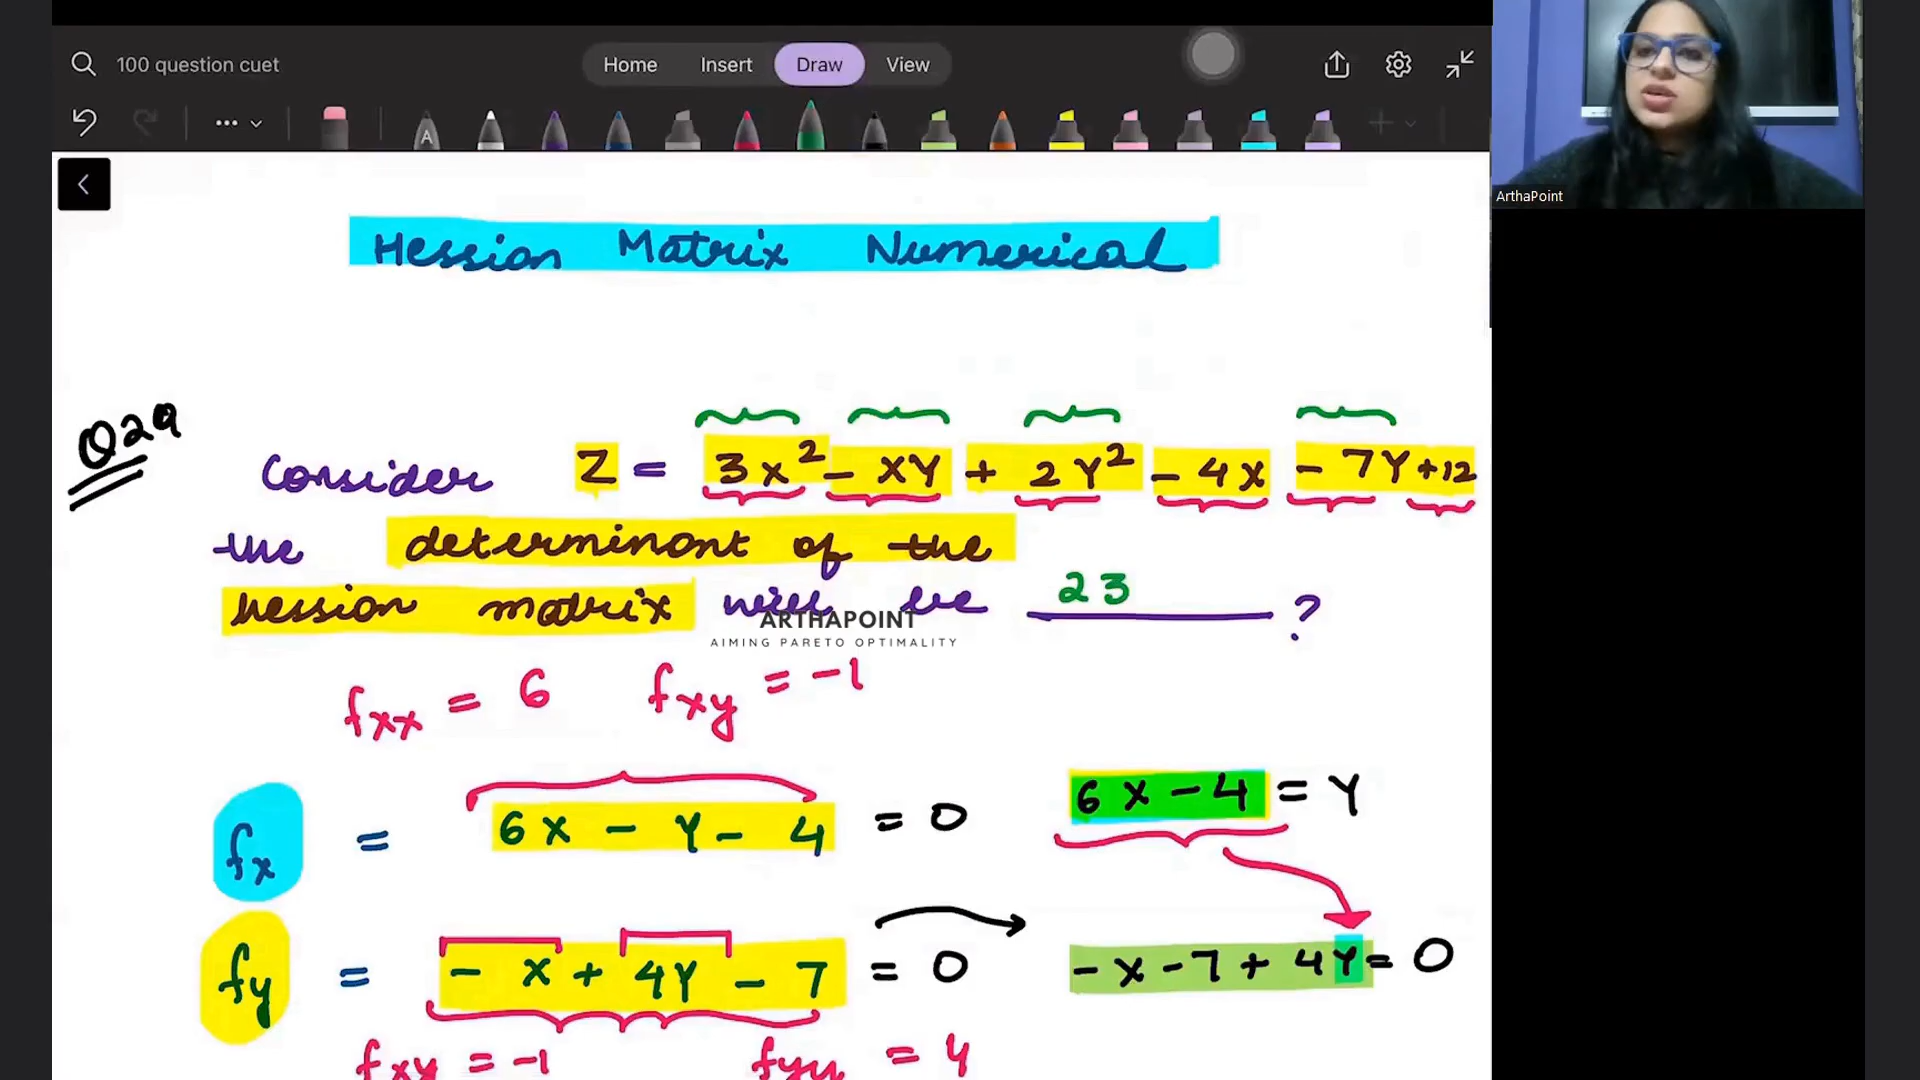 100 question cuet
Home Insert Draw View
A
ArthaPoint
Hession Matrix Numerical
Q29
Consider Z = 3x² - xY + 2Y² - 4x - 7Y + 12
the determinant of the
hession matrix will be 23 ?
ARTHAPOINT
AIMING PARETO OPTIMALITY
fxx = 6 fxy = -1
fx = 6x - Y - 4 = 0 6x - 4 = Y
fy = - x + 4Y - 7 = 0 - x - 7 + 4Y = 0
fxy = -1 fyy = 4